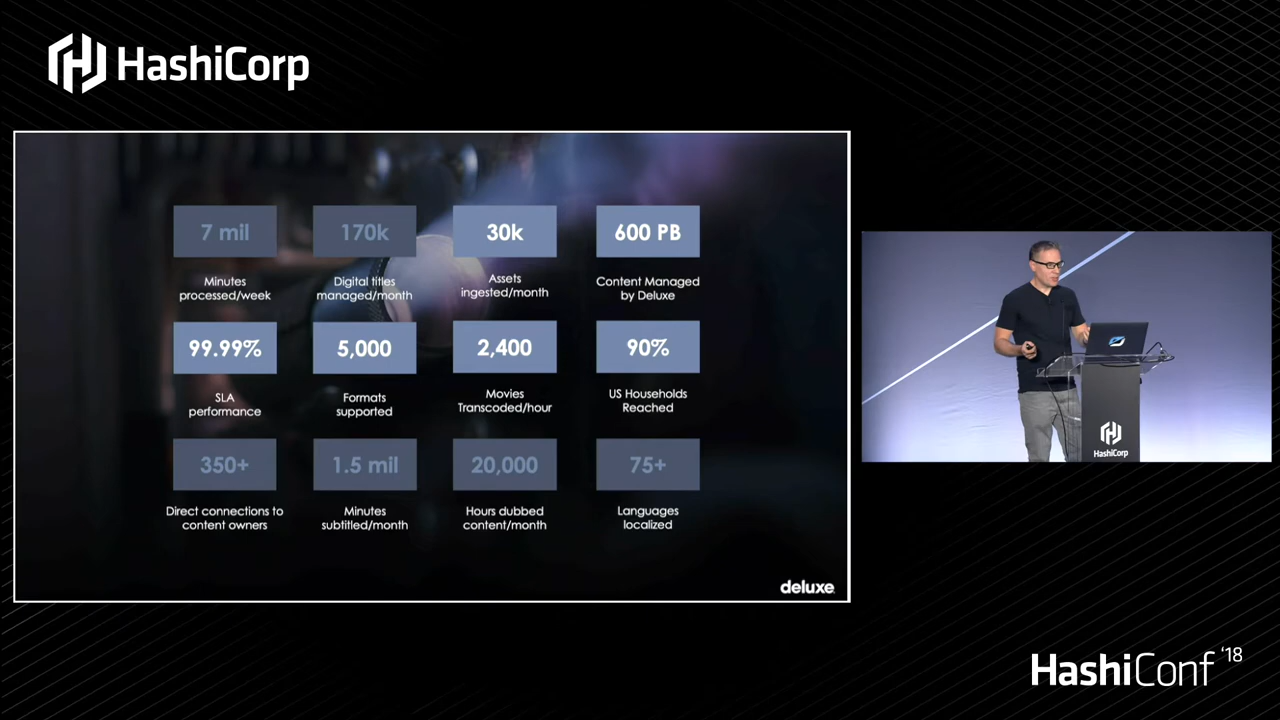 HashiCorp
7 mil
170k
30k
600 PB
Minutes
processed/week
Digital titles
managed/month
Assets
ingested/month
Content Managed
by Deluxe
99.99%
5,000
2,400
90%
SLA
performance
Formats
supported
Movies
Transcoded/hour
US Households
Reached
350+
1.5 mil
20,000
75+
Direct connections to
content owners
Minutes
subtitled/month
Hours dubbed
content/month
Languages
localized
deluxe
HashiCorp
HashiConf '18